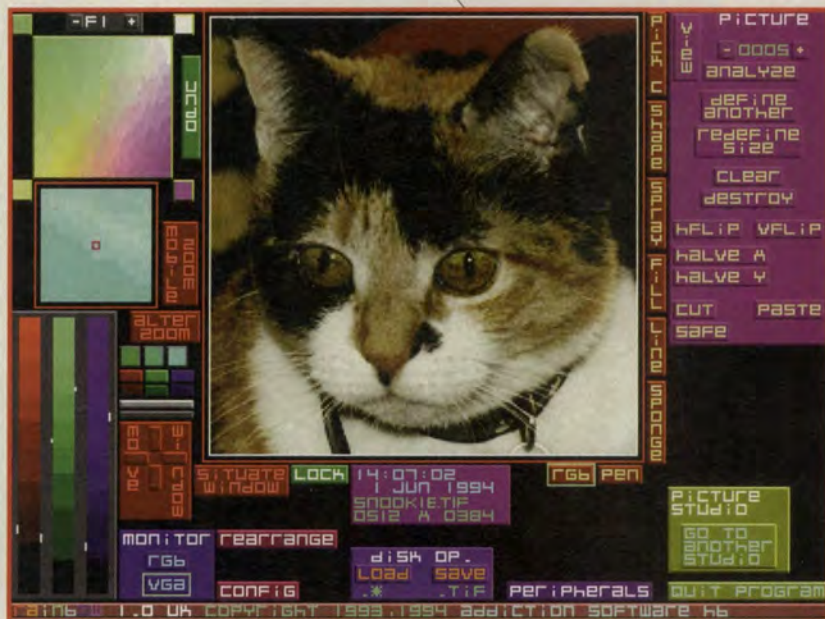 - F1 +
UNDO
MOBILE ZOOM
ALTER ZOOM
MOVE WINDOW
SITUATE WINDOW
LOCK
14:07:02
1 JUN 1994
SNOOKIE.TIF
0512 X 0384
RGB PEN
MONITOR
RGB
VGA
REARRANGE
CONFIG
DISK OP.
LOAD SAVE
.* .TIF
PERIPHERALS
PICK C
SHAPE
SPRAY
FILL
LINE
SPONGE
VIEW
PICTURE
- 0005 +
ANALYZE
DEFINE ANOTHER
REDEFINE SIZE
CLEAR
DESTROY
HFLIP VFLIP
HALVE X
HALVE Y
CUT PASTE
SAFE
PICTURE STUDIO
GO TO ANOTHER STUDIO
QUIT PROGRAM
RAINBOW 1.0 UK COPYRIGHT 1993,1994 ADDICTION SOFTWARE HB